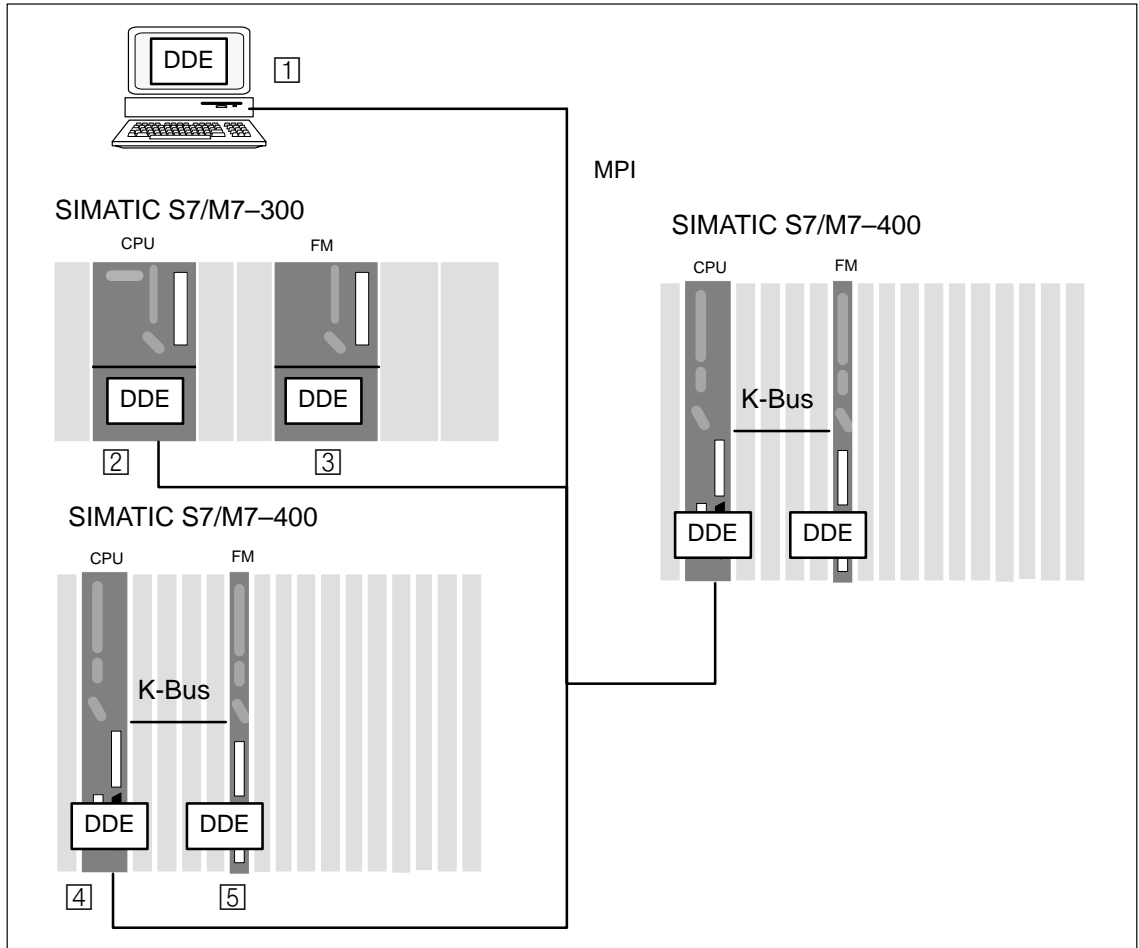 DDE
1
MPI
SIMATIC S7/M7–300
CPU
FM
DDE
DDE
2
3
SIMATIC S7/M7–400
CPU
FM
K-Bus
DDE
DDE
SIMATIC S7/M7–400
CPU
FM
K-Bus
DDE
DDE
4
5